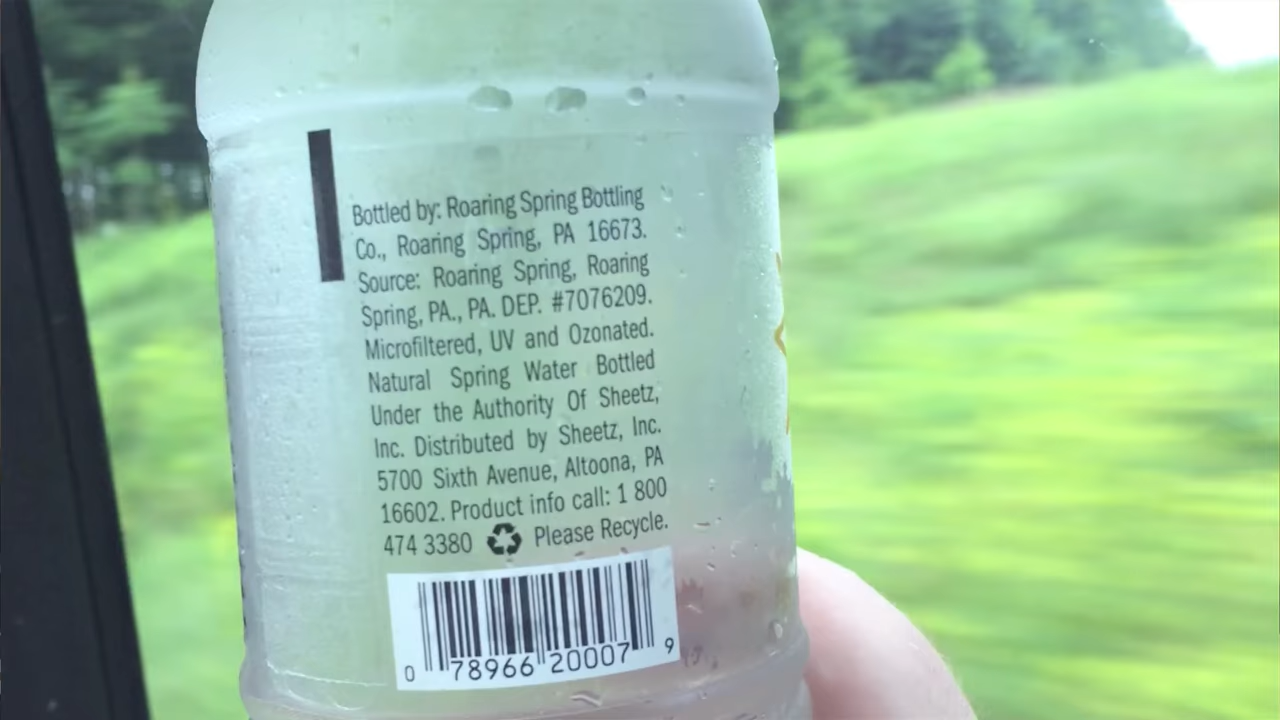 Bottled by: Roaring Spring Bottling
Co., Roaring Spring, PA 16673.
Source: Roaring Spring, Roaring
Spring, PA., PA. DEP. #7076209.
Microfiltered, UV and Ozonated.
Natural Spring Water Bottled
Under the Authority Of Sheetz,
Inc. Distributed by Sheetz, Inc.
5700 Sixth Avenue, Altoona, PA
16602. Product info call: 1 800
474 3380 Please Recycle.
0 78966 20007 9